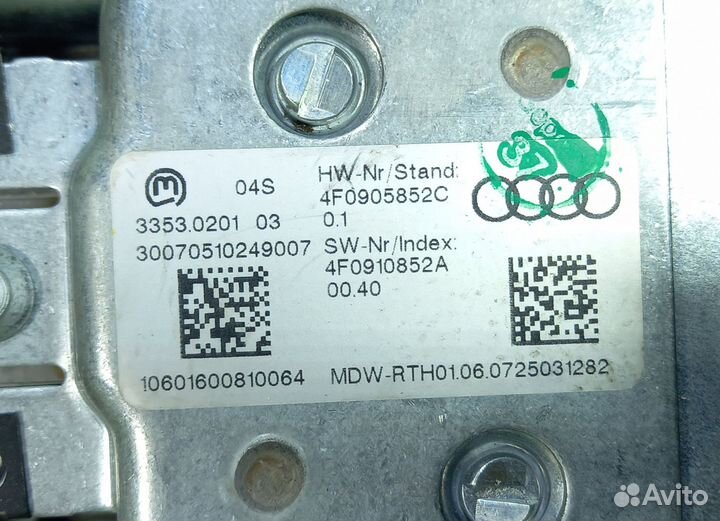 04S
3353.0201 03
30070510249007
HW-Nr/Stand:
4F0905852C
0.1
SW-Nr/Index:
4F0910852A
00.40
10601600810064
MDW-RTH01.06.0725031282
Avito